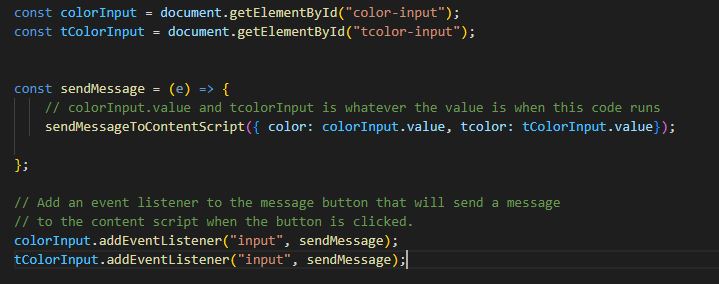 const colorInput = document.getElementById("color-input");
const tColorInput = document.getElementById("tcolor-input");
const sendMessage = (e) => {
// colorInput.value and tcolorInput is whatever the value is when this code runs
sendMessageToContentScript({ color: colorInput.value, tcolor: tColorInput.value});
};
// Add an event listener to the message button that will send a message
// to the content script when the button is clicked.
colorInput.addEventListener("input", sendMessage);
tColorInput.addEventListener("input", sendMessage);